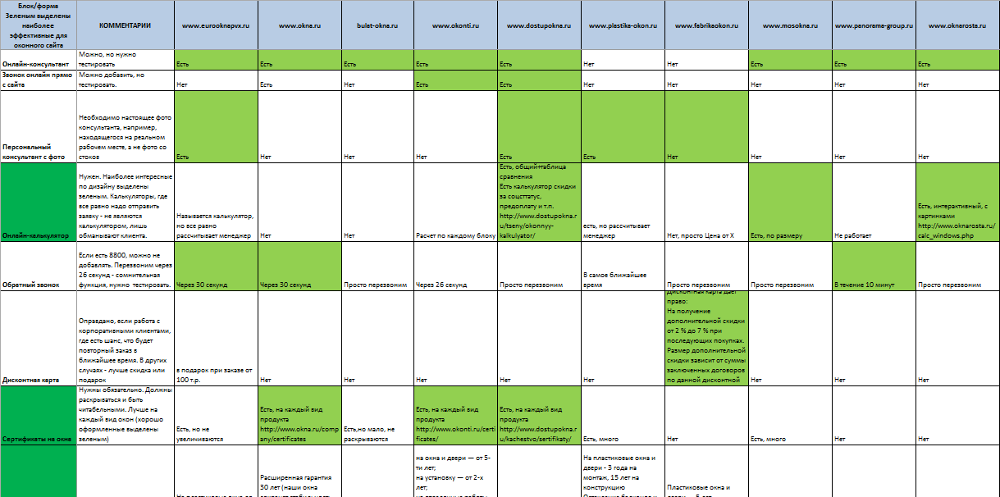 Блок/форма
Зеленым выделены
наиболее
эффективные для
оконного сайта
КОММЕНТАРИИ
www.eurooknapvx.ru
www.okna.ru
bulat-okna.ru
www.okonti.ru
www.dostupokna.ru
www.plastika-okon.ru
www.fabrikaokon.ru
www.mosokna.ru
www.panorama-group.ru
www.oknarosta.ru
Онлайн-консультант
Можно, но нужно
тестировать
Есть
Есть
Есть
Есть
Есть
Нет
Нет
Есть
Есть
Есть
Звонок онлайн прямо
с сайта
Можно добавить, но
тестировать.
Нет
Есть
Нет
Есть
Есть
Нет
Нет
Нет
Нет
Нет
Персональный
консультант с фото
Необходимо настоящее фото
консультанта, например,
находящегося на реальном
рабочем месте, а не фото со
стоков
Есть
Нет
Нет
Нет
Есть
Есть
Нет
Нет
Нет
Нет
Онлайн-калькулятор
Нужен. Наиболее интересные
по дизайну выделены
зеленым. Калькуляторы, где
все равно надо отправить
заявку - не являются
калькулятором, лишь
обманывают клиента.
Называется калькулятор,
но все равно
рассчитывает менеджер
Нет
Нет
Расчет по каждому блоку
Есть, общий+таблица
сравнения
Есть калькулятор скидки
за соцсттатус,
предоплату и т.п.
http://www.dostupokna.r
u/tseny/okonnyy-
kalkulyator/
есть, но рассчитывает
менеджер
Нет, просто Цена от Х
Есть, по размеру
Не работает
Есть, интерактивный, с
картинками
http://www.oknarosta.ru/
calc_windows.php
Обратный звонок
Если есть 8800, можно не
добавлять. Перезвоним через
26 секунд - сомнительная
функция, нужно тестировать.
Через 30 секунд
Через 30 секунд
Просто перезвоним
Через 26 секунд
Просто перезвоним
В самое ближайшее
время
Просто перезвоним
Просто перезвоним
В течение 10 минут
Просто перезвоним
Дисконтная карта
Оправдано, если работа с
корпоративными клиентами,
где есть шанс, что будет
повторный заказ в
ближайшее время. В других
случаях - лучше скидка или
подарок
в подарок при заказе от
100 т.р.
Нет
Нет
Нет
Нет
Нет
Дисконтная карта дает
право:
На получение
дополнительной скидки
от 2 % до 7 % при
последующих покупках.
Размер дополнительной
скидки зависит от суммы
заключенных договоров
по данной дисконтной
Нет
Нет
Нет
Сертификаты на окна
Нужны обязательно. Должны
раскрываться и быть
читабельными. Лучше на
каждый вид окон (хорошо
оформленные выделены
зеленым)
Есть, но не
увеличиваются
Есть, на каждый вид
продукта
http://www.okna.ru/comp
any/certificates
Есть,но мало, не
раскрываются
Есть, на каждый вид
продукта
http://www.okonti.ru/certi
ficates/
Есть, на каждый вид
продукта
http://www.dostupokna.r
u/kachestvo/sertifikaty/
Есть, много
Нет
Есть, много
Нет
Нет
Расширенная гарантия
30 лет (наши окна
на окна и двери — от 5-
ти лет;
на установку — от 2-х
лет;
На пластиковые окна и
двери - 3 года на
монтаж, 15 лет на
конструкцию
Пластиковые окна и